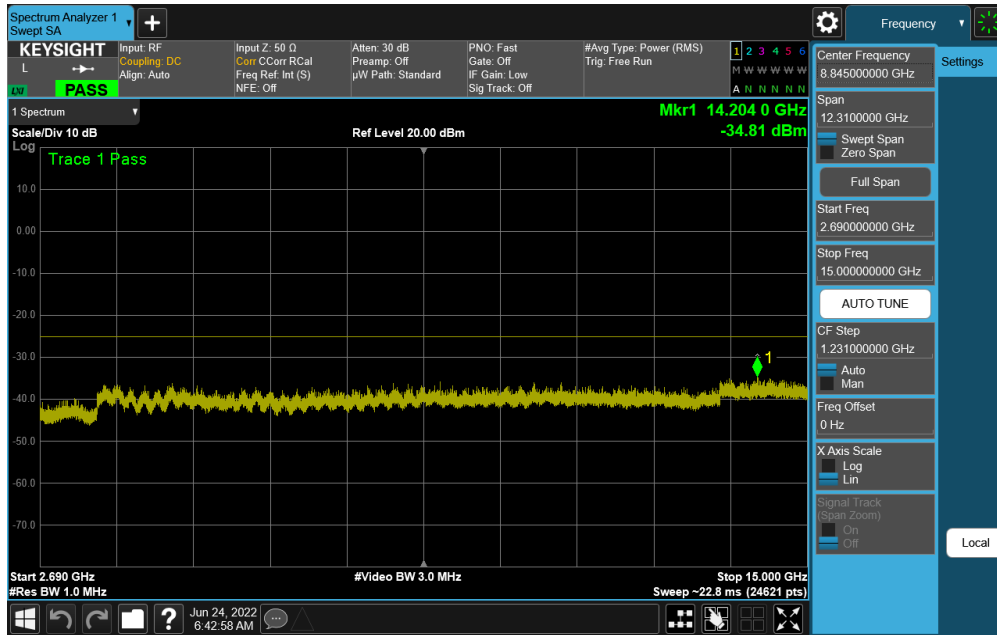 Spectrum Analyzer 1
Swept SA
+
Frequency
KEYSIGHT
L
LXI
PASS
Input: RF
Coupling: DC
Align: Auto
Input Z: 50 Ω
Corr CCorr RCal
Freq Ref: Int (S)
NFE: Off
Atten: 30 dB
Preamp: Off
µW Path: Standard
PNO: Fast
Gate: Off
IF Gain: Low
Sig Track: Off
#Avg Type: Power (RMS)
Trig: Free Run
1 2 3 4 5 6
M W W W W W
A N N N N N
1 Spectrum
Scale/Div 10 dB
Ref Level 20.00 dBm
Mkr1 14.204 0 GHz
-34.81 dBm
Log
Trace 1 Pass
10.0
0.00
-10.0
-20.0
-30.0
-40.0
-50.0
-60.0
-70.0
1
Start 2.690 GHz
#Video BW 3.0 MHz
Stop 15.000 GHz
#Res BW 1.0 MHz
Sweep ~22.8 ms (24621 pts)
Center Frequency
8.845000000 GHz
Settings
Span
12.3100000 GHz
Swept Span
Zero Span
Full Span
Start Freq
2.690000000 GHz
Stop Freq
15.000000000 GHz
AUTO TUNE
CF Step
1.231000000 GHz
Auto
Man
Freq Offset
0 Hz
X Axis Scale
Log
Lin
Signal Track
(Span Zoom)
On
Off
Local
?
Jun 24, 2022
6:42:58 AM